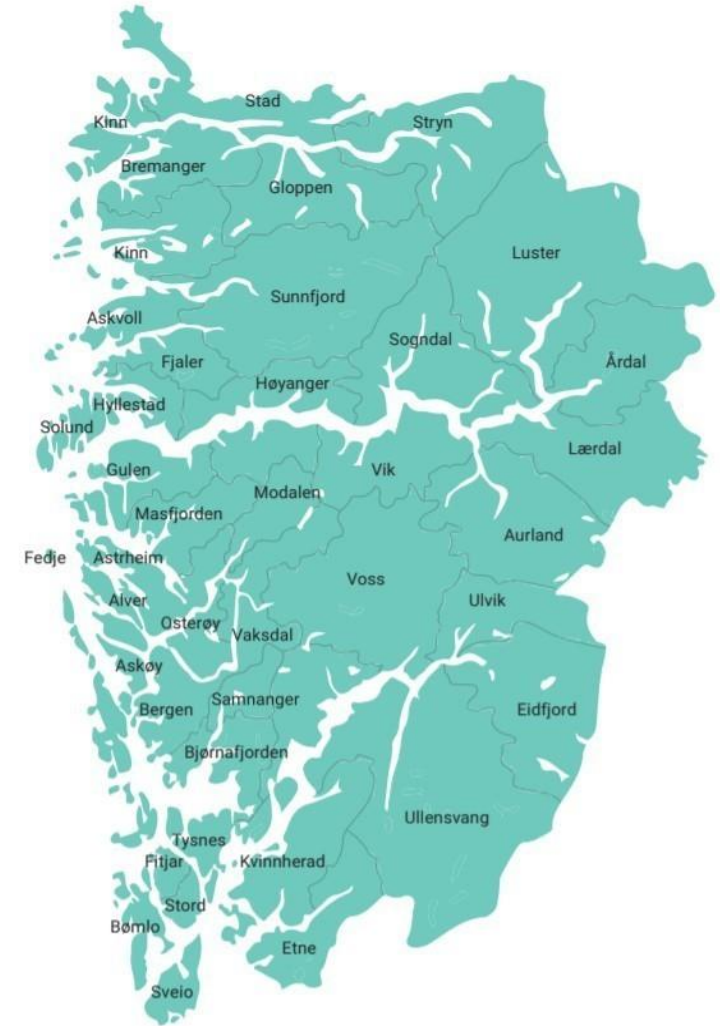 Stad
Kinn
Stryn
Bremanger
Gloppen
Kinn
Luster
Sunnfjord
Askvoll
Sogndal
Fjaler
Årdal
Høyanger
Hyllestad
Solund
Lærdal
Gulen
Vik
Modalen
Masfjorden
Aurland
Fedje
Astrheim
Voss
Alver
Ulvik
Osterøy
Vaksdal
Askøy
Samnanger
Bergen
Eidfjord
Bjørnafjorden
Ullensvang
Tysnes
Fitjar
Kvinnherad
Stord
Bømlo
Etne
Sveio